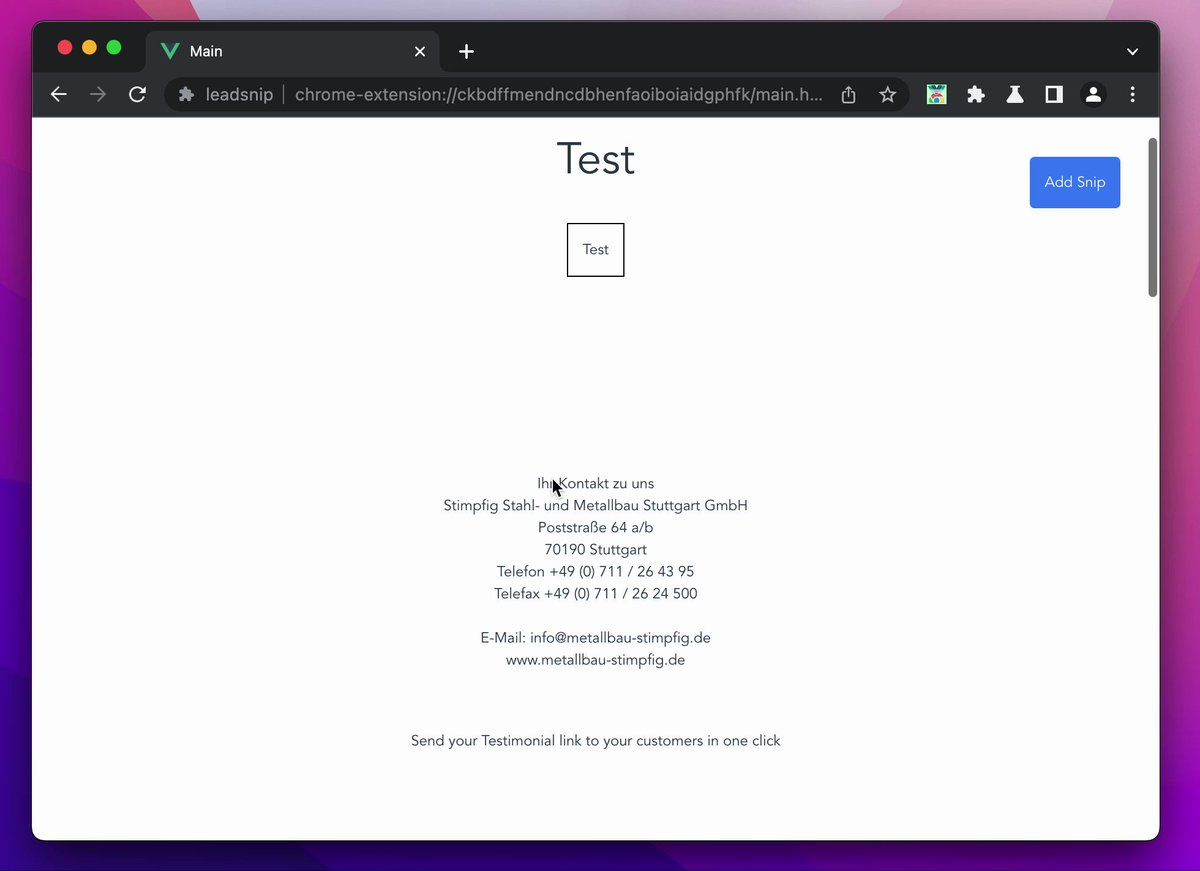 Main
leadsnip
chrome-extension://ckbdffmendncdbhenfaoiboiaidgphfk/main.h...
Test
Add Snip
Test
Ihr Kontakt zu uns
Stimpfig Stahl- und Metallbau Stuttgart GmbH
Poststraße 64 a/b
70190 Stuttgart
Telefon +49 (0) 711 / 26 43 95
Telefax +49 (0) 711 / 26 24 500
E-Mail: info@metallbau-stimpfig.de
www.metallbau-stimpfig.de
Send your Testimonial link to your customers in one click